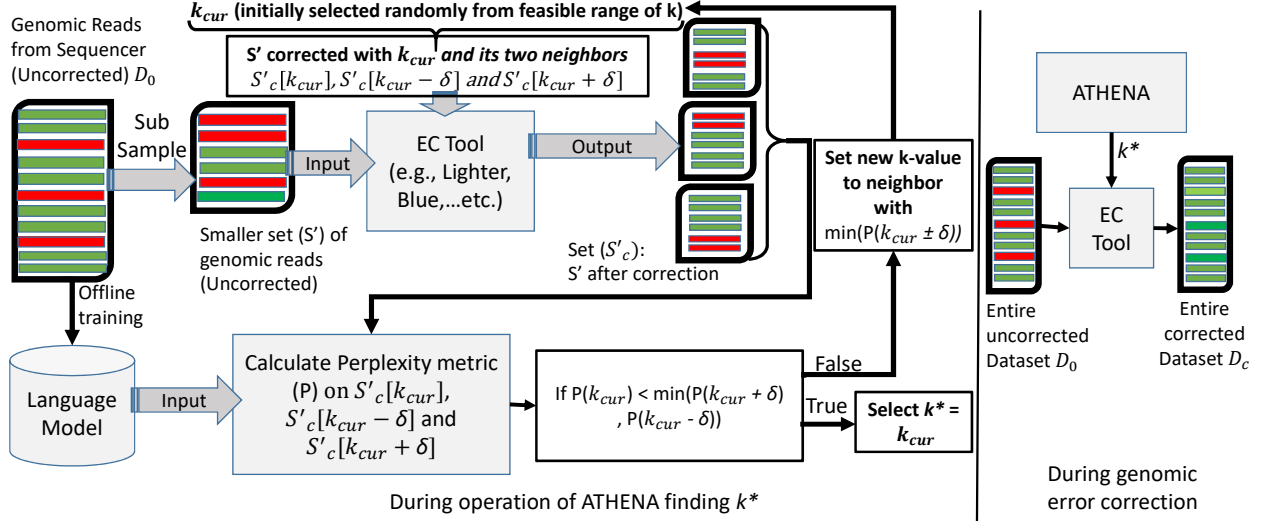 k_cur (initially selected randomly from feasible range of k)
Genomic Reads
from Sequencer
(Uncorrected) D_0
S' corrected with k_cur and its two neighbors
S'_c[k_cur], S'_c[k_cur − δ] and S'_c[k_cur + δ]
Sub
Sample
Input
EC Tool
(e.g., Lighter,
Blue,...etc.)
Output
Smaller set (S') of
genomic reads
(Uncorrected)
Set (S'_c):
S' after correction
Set new k-value
to neighbor
with
min(P(k_cur ± δ))
Offline
training
Language
Model
Input
Calculate Perplexity metric
(P) on S'_c[k_cur],
S'_c[k_cur − δ] and
S'_c[k_cur + δ]
If P(k_cur) < min(P(k_cur + δ)
, P(k_cur - δ))
False
True
Select k* =
k_cur
During operation of ATHENA finding k*
ATHENA
k*
EC
Tool
Entire
uncorrected
Dataset D_0
Entire
corrected
Dataset D_c
During genomic
error correction